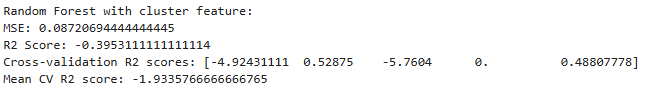 Random Forest with cluster feature:
MSE: 0.08720694444444445
R2 Score: -0.3953111111111114
Cross-validation R2 scores: [-4.92431111  0.52875    -5.7604      0.          0.48807778]
Mean CV R2 score: -1.9335766666666765